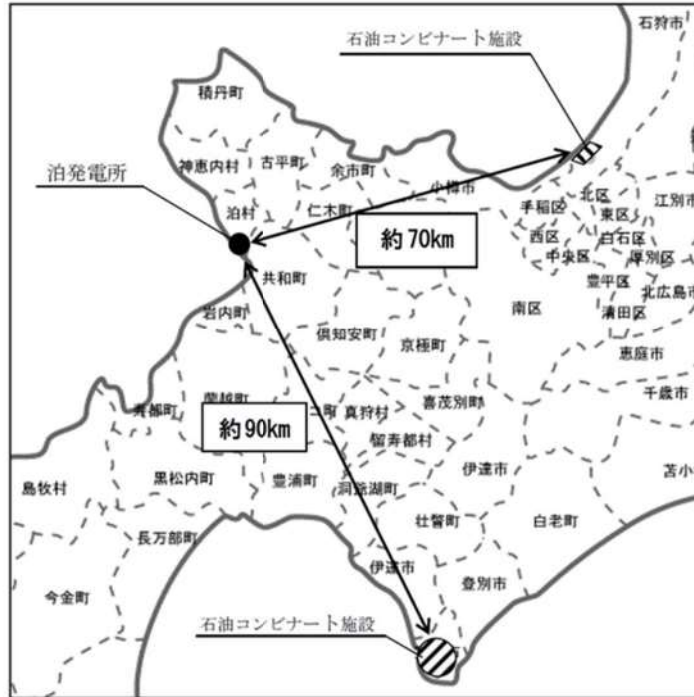 石狩市
石油コンビナート施設
積丹町
神恵内村
古平町
余市町
小樽市
泊発電所
泊村
仁木町
手稲区
北区
東区
江別市
西区
白石区
中央区
厚別区
約70km
共和町
豊平区
北広島市
清田区
南区
岩内町
倶知安町
京極町
恵庭市
千歳市
蘭越町
寿都町
真狩村
喜茂別町
約90km
留寿都村
島牧村
黒松内町
豊浦町
洞爺湖町
伊達市
苫小
壮瞥町
白老町
長万部町
伊達市
登別市
今金町
石油コンビナート施設